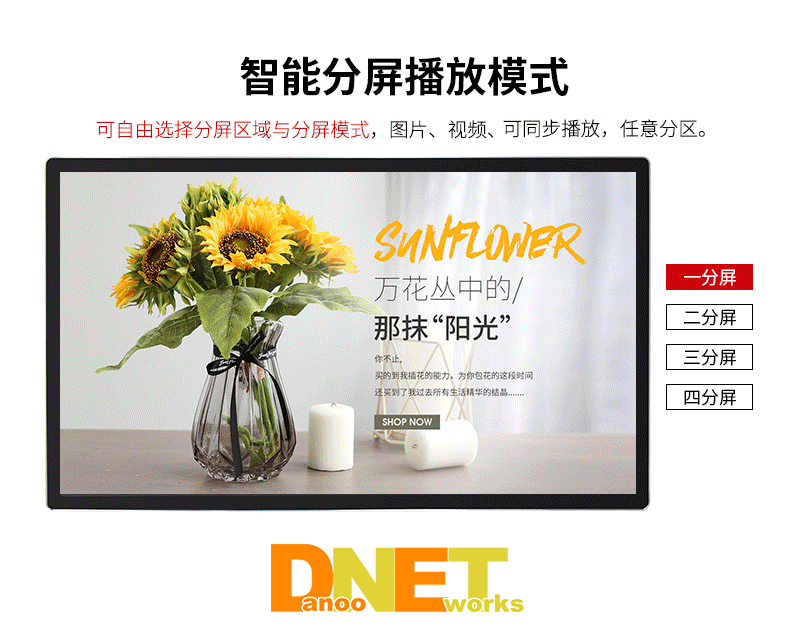 智能分屏播放模式
可自由选择分屏区域与分屏模式，图片、视频、可同步播放，任意分区。
SUNFLOWER
万花丛中的/
那抹“阳光”
你不止，
买的到我插花的能力，为你包花的这段时间
还买到了我过去所有生活精华的结晶.......
SHOP NOW
一分屏
二分屏
三分屏
四分屏
DNET
Danoo works